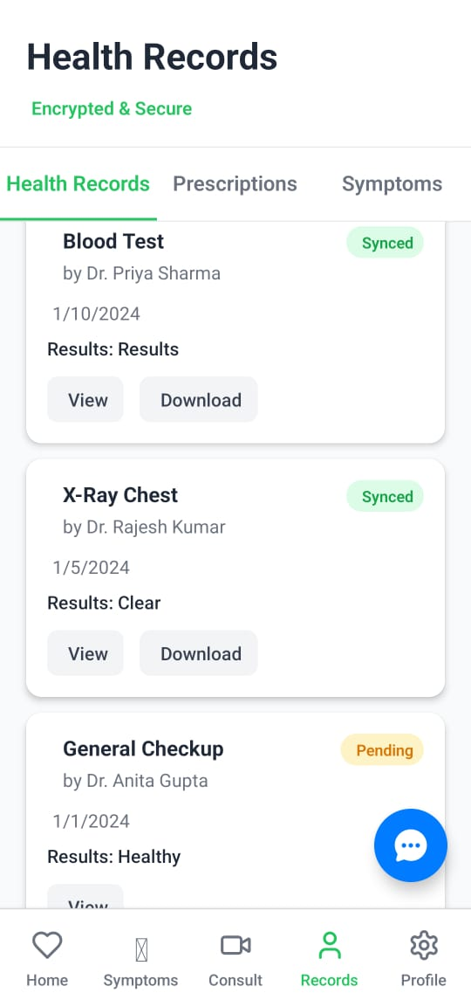 Health Records
Encrypted & Secure
Health Records Prescriptions Symptoms
Blood Test Synced
by Dr. Priya Sharma
1/10/2024
Results: Results
View Download
X-Ray Chest Synced
by Dr. Rajesh Kumar
1/5/2024
Results: Clear
View Download
General Checkup Pending
by Dr. Anita Gupta
1/1/2024
Results: Healthy
View
Home Symptoms Consult Records Profile